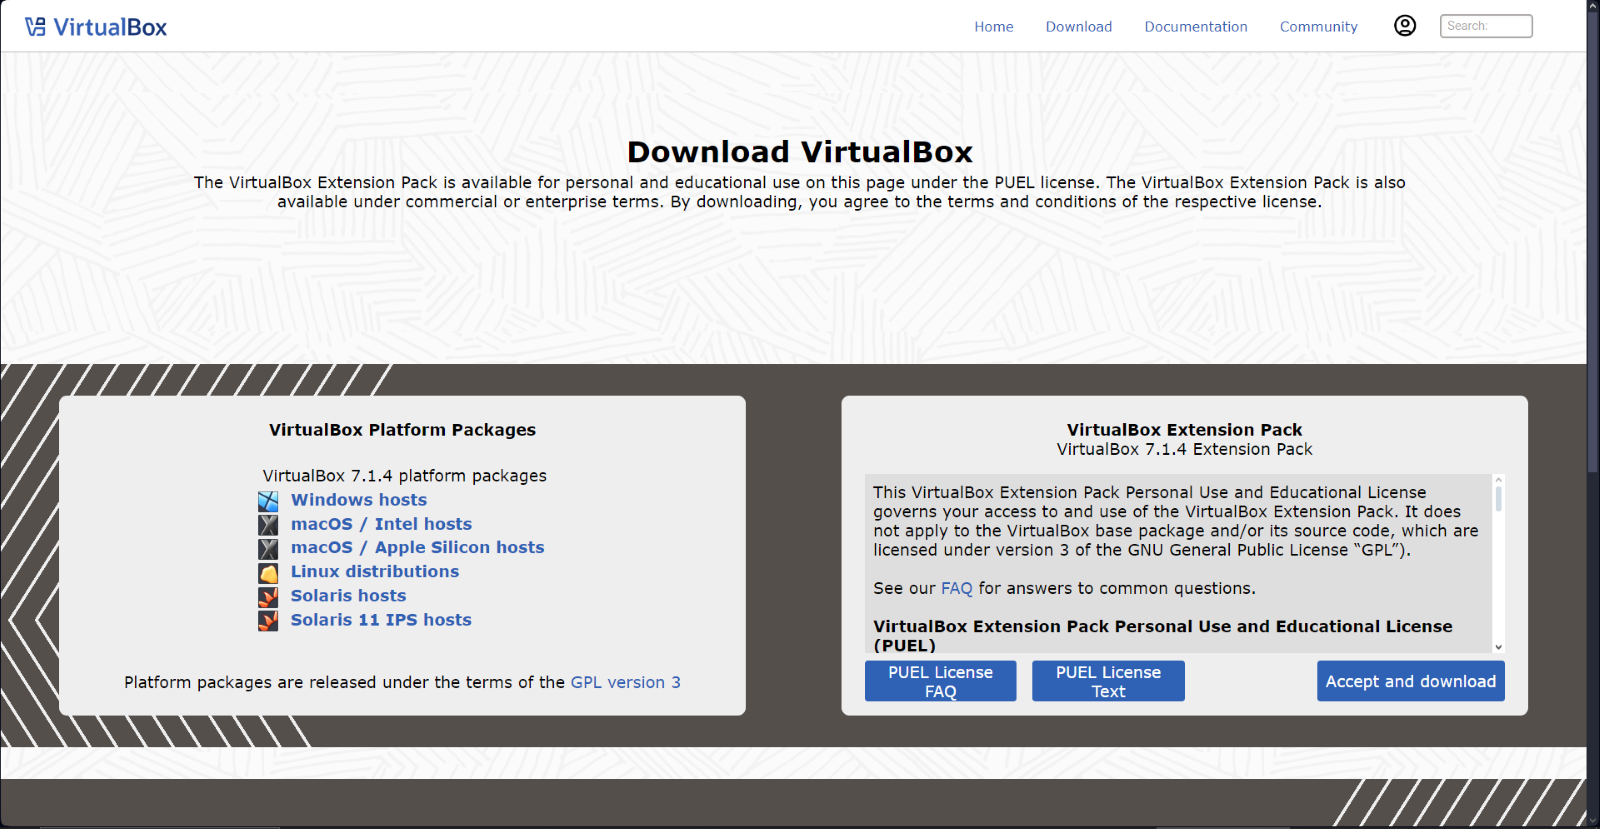 VirtualBox
Home
Download
Documentation
Community
Search:
Download VirtualBox
The VirtualBox Extension Pack is available for personal and educational use on this page under the PUEL license. The VirtualBox Extension Pack is also
available under commercial or enterprise terms. By downloading, you agree to the terms and conditions of the respective license.
VirtualBox Platform Packages
VirtualBox 7.1.4 platform packages
Windows hosts
macOS / Intel hosts
macOS / Apple Silicon hosts
Linux distributions
Solaris hosts
Solaris 11 IPS hosts
Platform packages are released under the terms of the GPL version 3
VirtualBox Extension Pack
VirtualBox 7.1.4 Extension Pack
This VirtualBox Extension Pack Personal Use and Educational License
governs your access to and use of the VirtualBox Extension Pack. It does
not apply to the VirtualBox base package and/or its source code, which are
licensed under version 3 of the GNU General Public License “GPL”).
See our FAQ for answers to common questions.
VirtualBox Extension Pack Personal Use and Educational License
(PUEL)
PUEL License
FAQ
PUEL License
Text
Accept and download